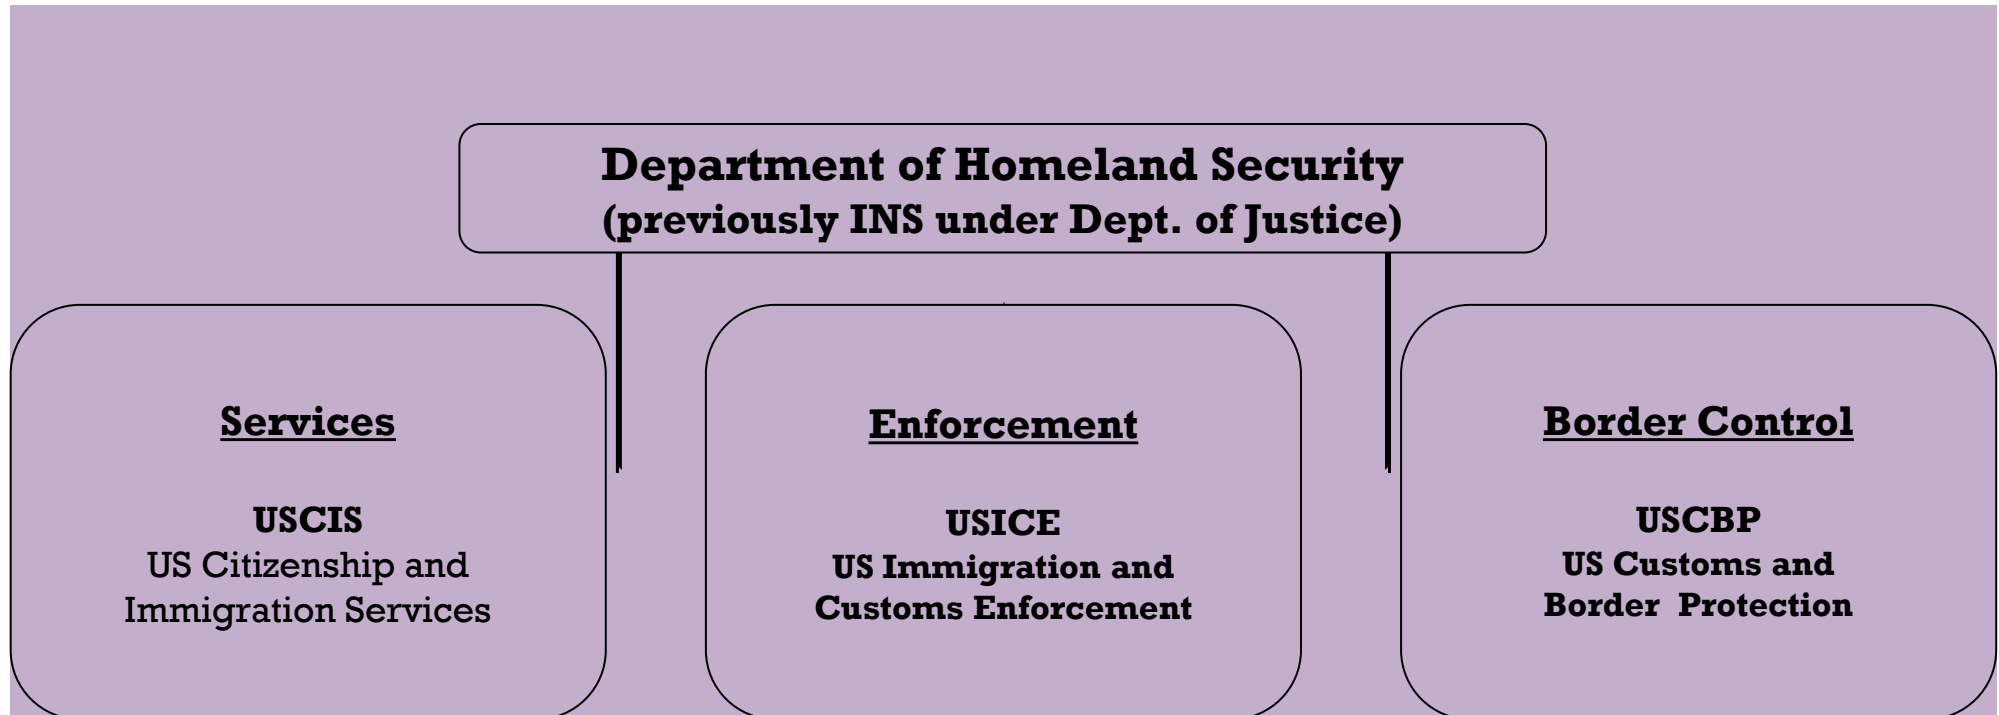 Department of Homeland Security
(previously INS under Dept. of Justice)
Services
USCIS
US Citizenship and
Immigration Services
Enforcement
USICE
US Immigration and
Customs Enforcement
Border Control
USCBP
US Customs and
Border  Protection